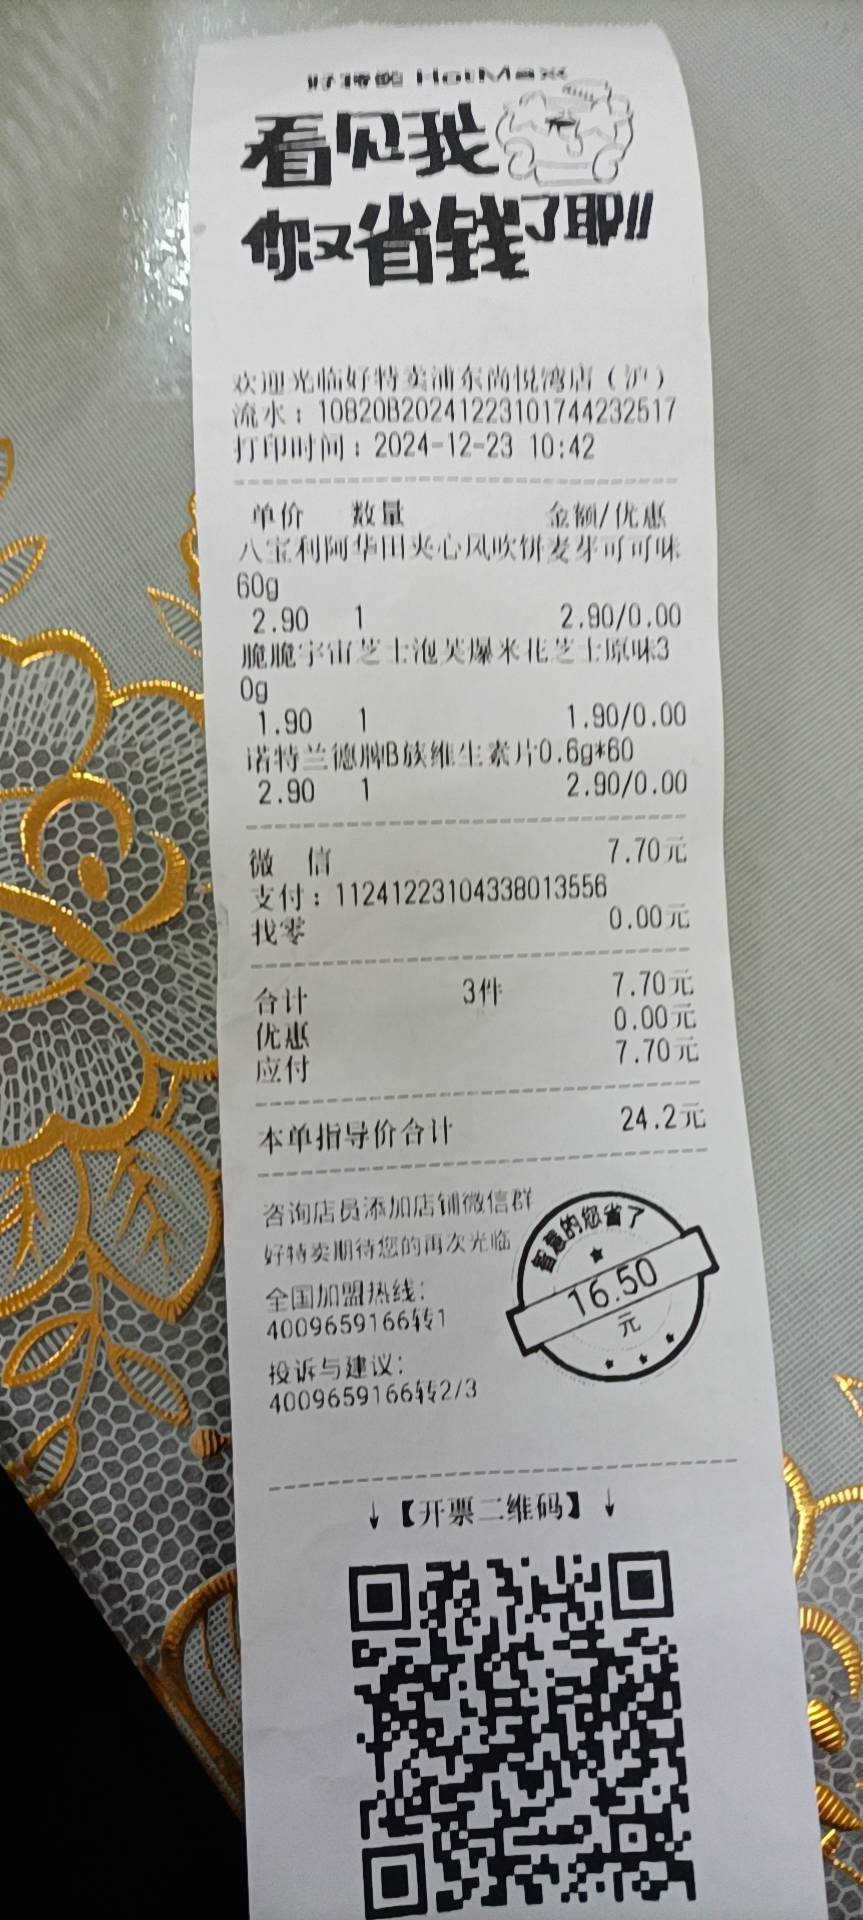 好特卖 HotMaxx
看见我
你又省钱了耶!!
欢迎光临好特卖浦东尚悦湾店（沪）
流水：10820B20241223101744232517
打印时间：2024-12-23 10:42
单价 数量 金额/优惠
八宝利阿华田夹心风吹饼麦芽可可味
60g
2.90 1 2.90/0.00
脆脆宇宙芝士泡芙爆米花芝士原味3
0g
1.90 1 1.90/0.00
诺特兰德牌B族维生素片0.6g*60
2.90 1 2.90/0.00
微 信 7.70元
支付：11241223104338013556
找零 0.00元
合计 3件 7.70元
优惠 0.00元
应付 7.70元
本单指导价合计 24.2元
咨询店员添加店铺微信群
好特卖期待您的再次光临
全国加盟热线：
4009659166转1
投诉与建议：
4009659166转2/3
智慧的您省了
16.50
元
↓【开票二维码】↓